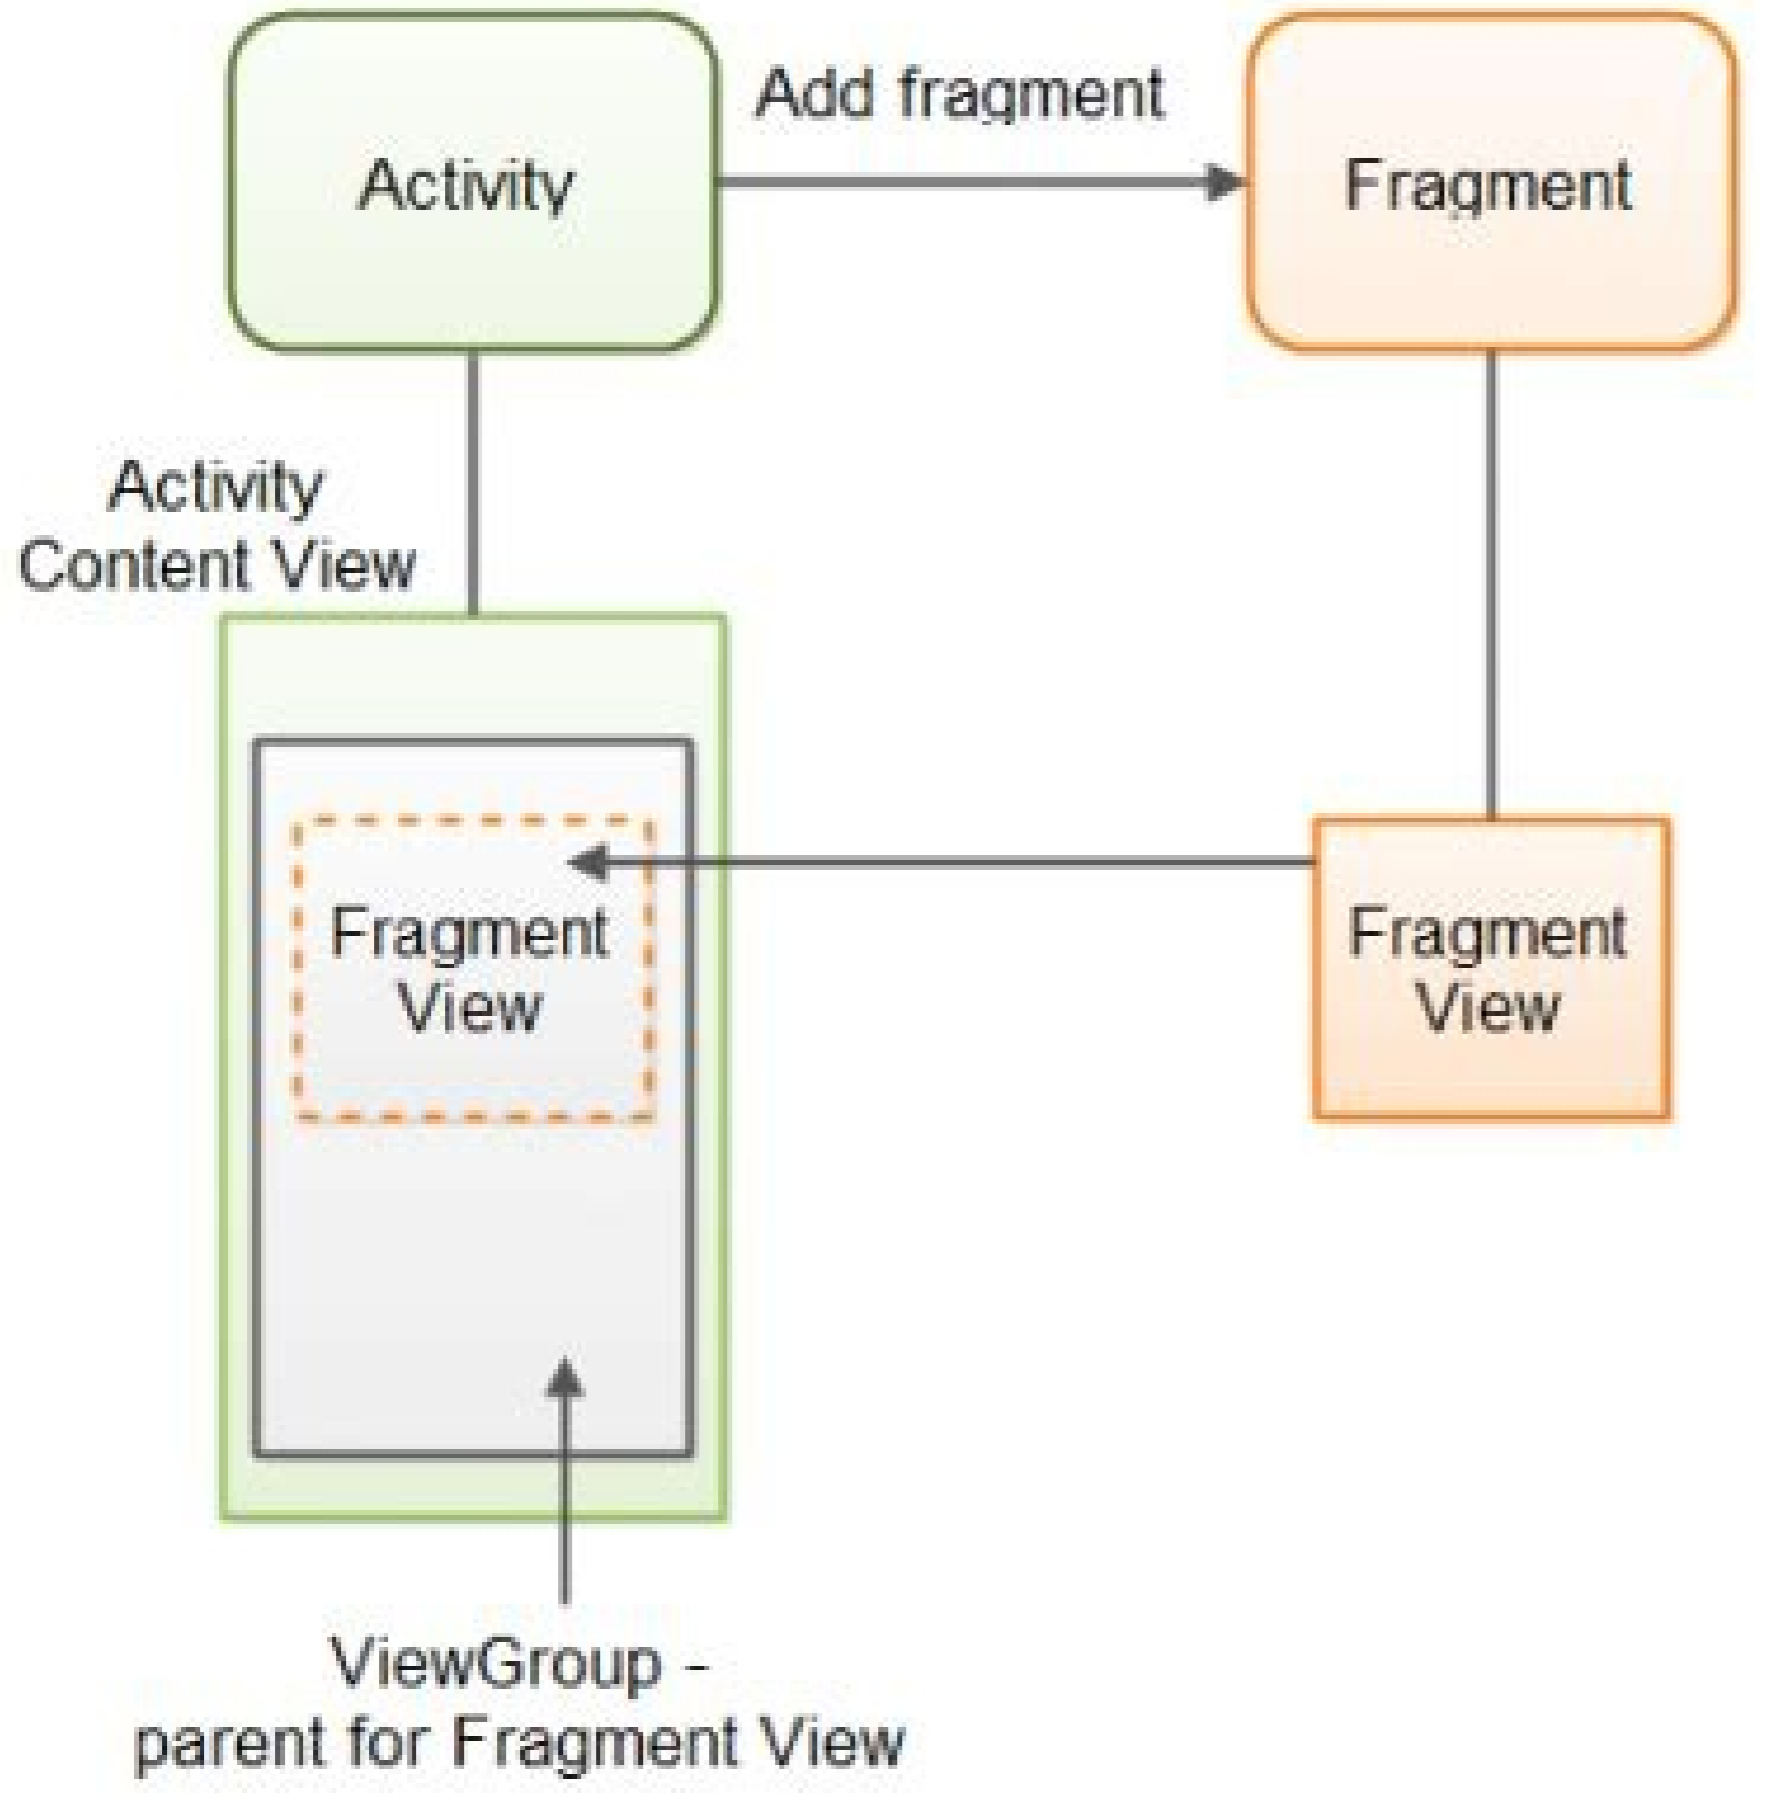 Add fragment
Activity
Fragment
Activity
Content View
Fragment
View
Fragment
View
ViewGroup -
parent for Fragment View